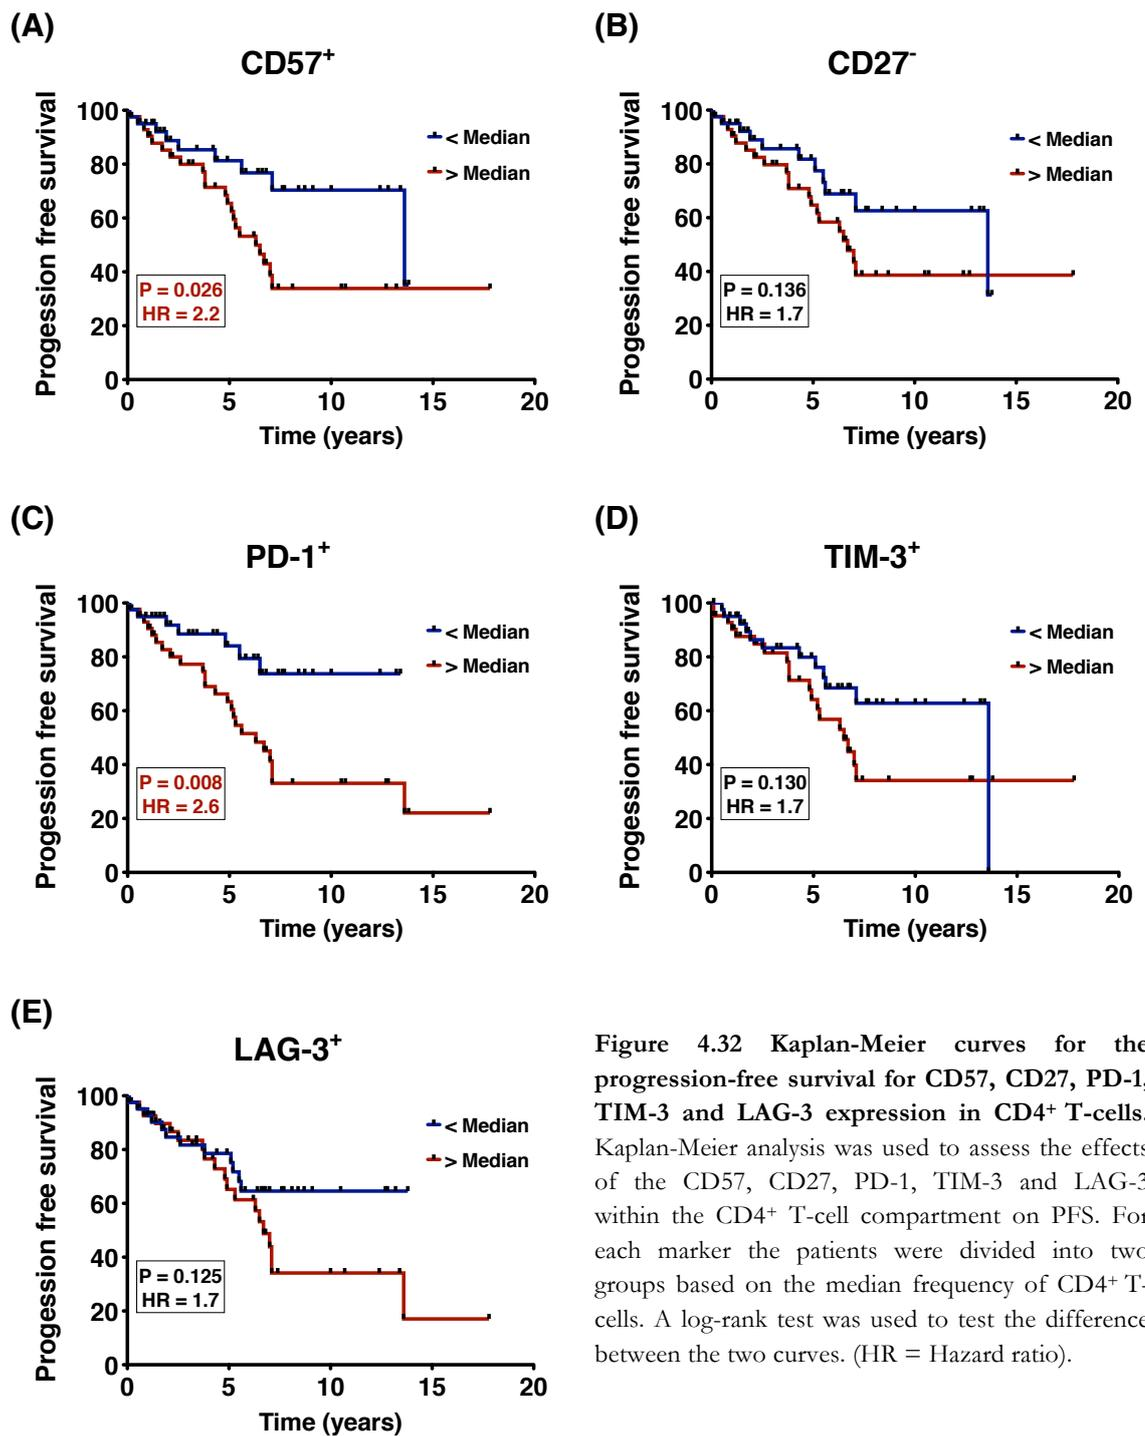 (A)
CD57+
Progession free survival
100
80
60
40
20
0
< Median
> Median
P = 0.026
HR = 2.2
0 5 10 15 20
Time (years)
(B)
CD27-
Progession free survival
100
80
60
40
20
0
< Median
> Median
P = 0.136
HR = 1.7
0 5 10 15 20
Time (years)
(C)
PD-1+
Progession free survival
100
80
60
40
20
0
< Median
> Median
P = 0.008
HR = 2.6
0 5 10 15 20
Time (years)
(D)
TIM-3+
Progession free survival
100
80
60
40
20
0
< Median
> Median
P = 0.130
HR = 1.7
0 5 10 15 20
Time (years)
(E)
LAG-3+
Progession free survival
100
80
60
40
20
0
< Median
> Median
P = 0.125
HR = 1.7
0 5 10 15 20
Time (years)
Figure 4.32 Kaplan-Meier curves for the
progression-free survival for CD57, CD27, PD-1,
TIM-3 and LAG-3 expression in CD4+ T-cells.
Kaplan-Meier analysis was used to assess the effects
of the CD57, CD27, PD-1, TIM-3 and LAG-3
within the CD4+ T-cell compartment on PFS. For
each marker the patients were divided into two
groups based on the median frequency of CD4+ T-
cells. A log-rank test was used to test the difference
between the two curves. (HR = Hazard ratio).